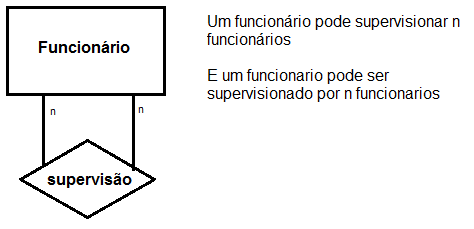 Funcionário
n
n
supervisão
Um funcionário pode supervisionar n
funcionários
E um funcionario pode ser
supervisionado por n funcionarios